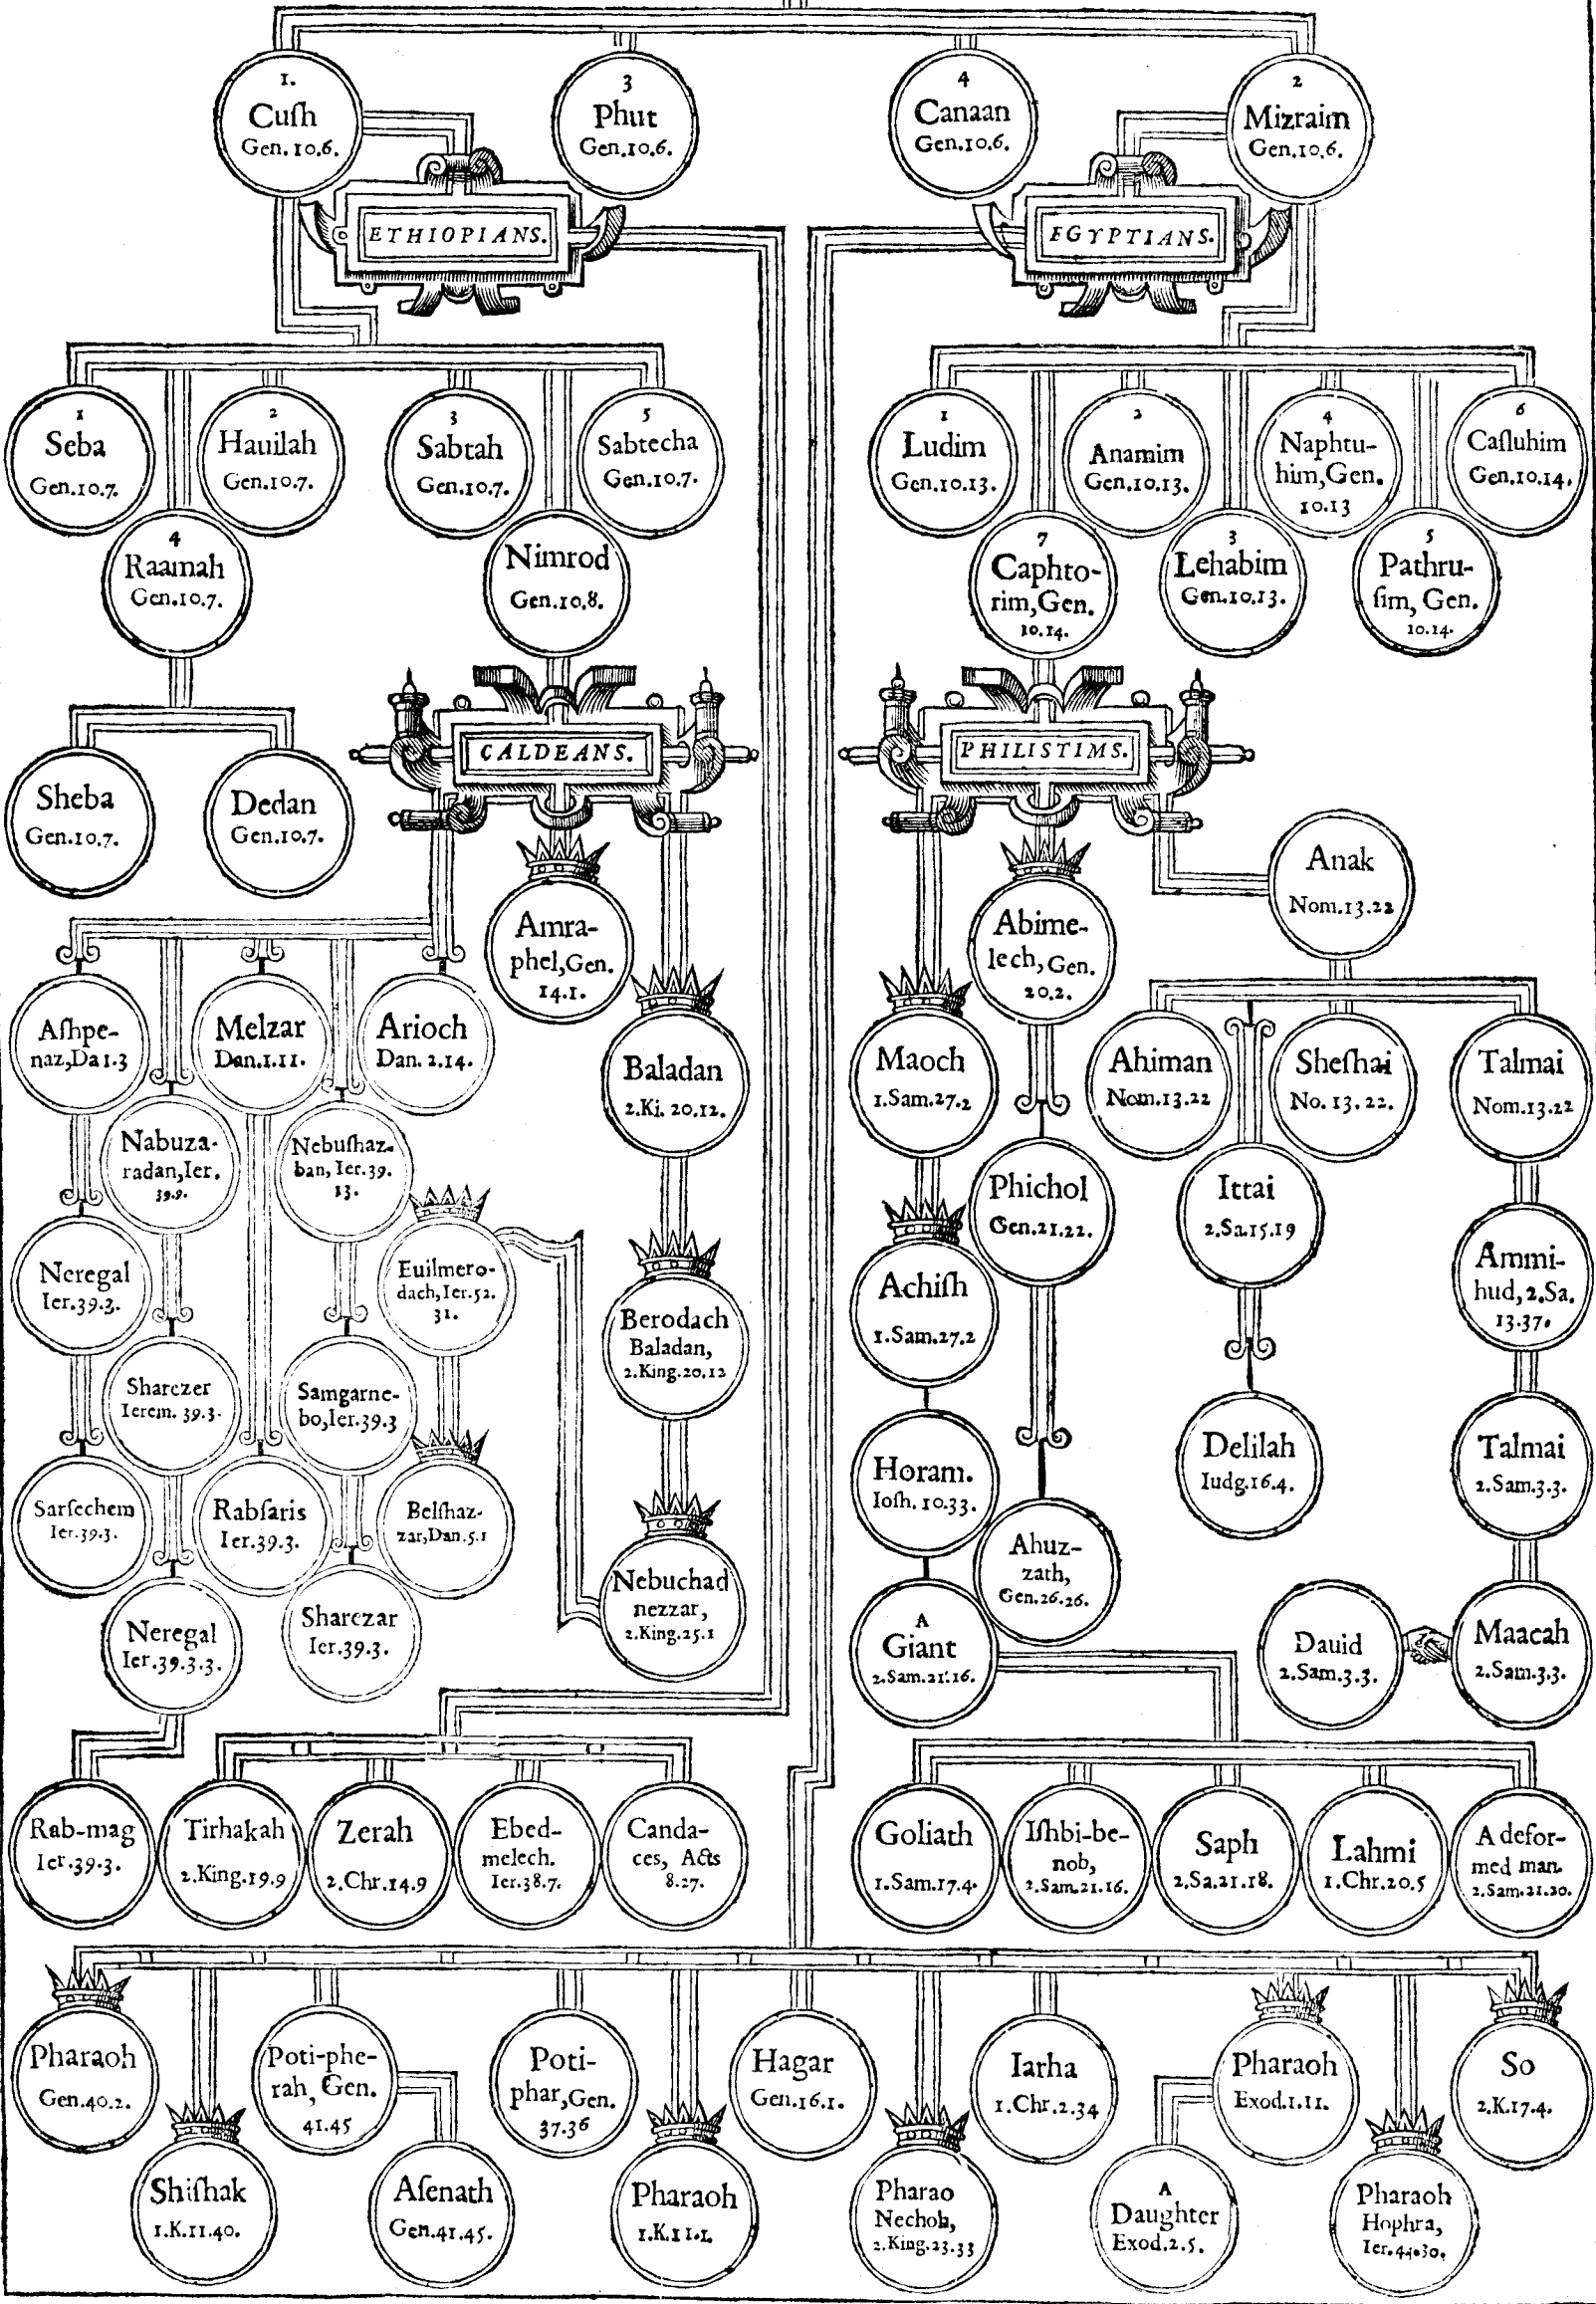 1.
Cuſh
Gen. 10.6.
3
Phut
Gen.10.6.
4
Canaan
Gen.10.6.
2
Mizraim
Gen.10.6.
ETHIOPIANS.
EGYPTIANS.
1
Seba
Gen.10.7.
2
Hauilah
Gen.10.7.
3
Sabtah
Gen.10.7.
5
Sabtecha
Gen.10.7.
4
Raamah
Gen.10.7.
Nimrod
Gen.10.8.
1
Ludim
Gen.10.13.
2
Anamim
Gen.10.13.
4
Naphtu-
him,Gen.
10.13
6
Caſluhim
Gen.10.14.
7
Caphto-
rim,Gen.
10.14.
3
Lehabim
Gen.10.13.
5
Pathru-
ſim, Gen.
10.14.
CALDEANS.
PHILISTIMS.
Sheba
Gen.10.7.
Dedan
Gen.10.7.
Amra-
phel,Gen.
14.1.
Abime-
lech, Gen.
20.2.
Anak
Nom.13.22
Aſhpe-
naz,Da1.3
Melzar
Dan.1.11.
Arioch
Dan. 2.14.
Baladan
2.Ki. 20.12.
Maoch
1.Sam.27.2
Ahiman
Nom.13.22
Sheſhai
No. 13. 22.
Talmai
Nom.13.22
Nabuza-
radan,Ier.
39.9.
Nebuſhaz-
ban, Ier.39.
13.
Phichol
Gen.21.22.
Ittai
2.Sa.15.19
Neregal
Ier.39.3.
Euilmero-
dach,Ier.52.
31.
Berodach
Baladan,
2.King.20.12
Achiſh
1.Sam.27.2
Ammi-
hud, 2.Sa.
13.37.
Sharezer
Ierem. 39.3.
Samgarne-
bo,Ier.39.3
Horam.
Ioſh. 10.33.
Delilah
Iudg.16.4.
Talmai
2.Sam.3.3.
Sarſechem
Ier.39.3.
Rabſaris
Ier.39.3.
Belſhaz-
zar,Dan.5.1
Nebuchad
nezzar,
2.King.25.1
Ahuz-
zath,
Gen.26.26.
Neregal
Ier.39.3.3.
Sharezar
Ier.39.3.
A
Giant
2.Sam.21.16.
Dauid
2.Sam.3.3.
Maacah
2.Sam.3.3.
Rab-mag
Ier.39.3.
Tirhakah
2.King.19.9
Zerah
2.Chr.14.9
Ebed-
melech.
Ier.38.7.
Canda-
ces, Acts
8.27.
Goliath
1.Sam.17.4.
Iſhbi-be-
nob,
2.Sam.21.16.
Saph
2.Sa.21.18.
Lahmi
1.Chr.20.5
A defor-
med man.
2.Sam.21.20.
Pharaoh
Gen.40.2.
Poti-phe-
rah, Gen.
41.45
Poti-
phar,Gen.
37.36
Hagar
Gen.16.1.
Iarha
1.Chr.2.34
Pharaoh
Exod.1.11.
So
2.K.17.4.
Shiſhak
1.K.11.40.
Aſenath
Gen.41.45.
Pharaoh
1.K.11.1.
Pharao
Nechoh,
2.King.23.33
A
Daughter
Exod.2.5.
Pharaoh
Hophra,
Ier.44.30.